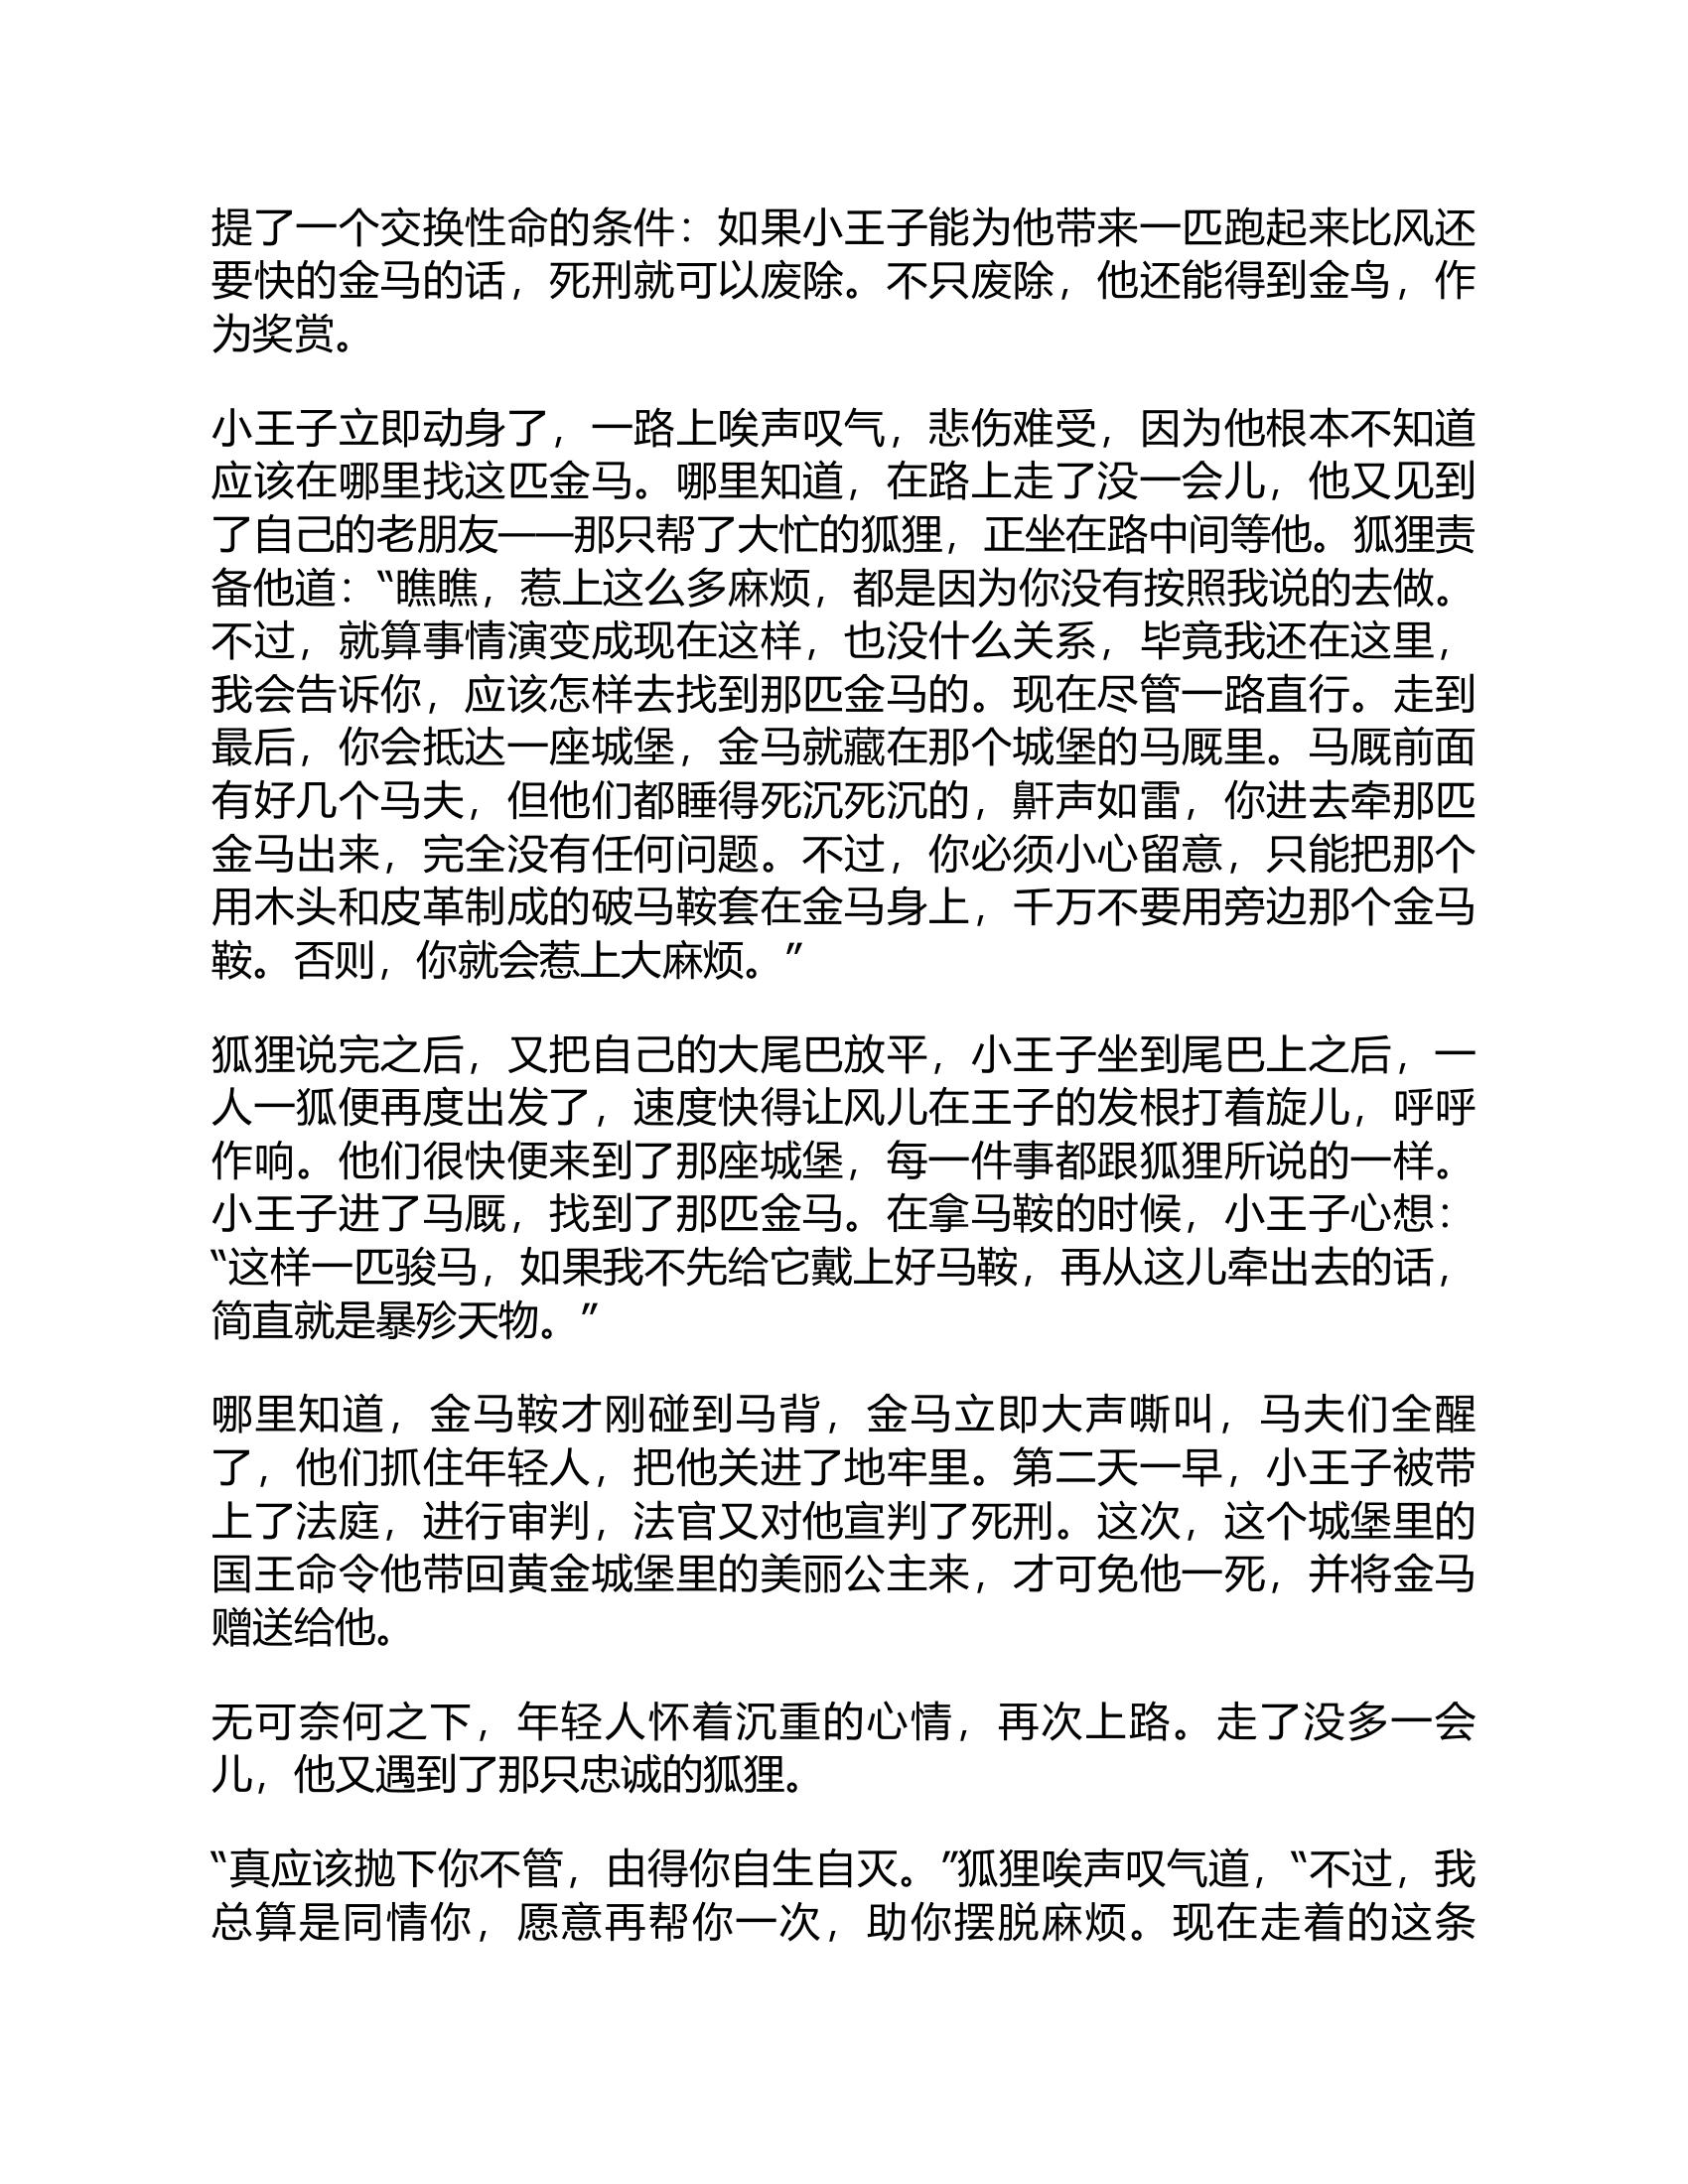 提了一个交换性命的条件：如果小王子能为他带来一匹跑起来比风还
要快的金马的话，死刑就可以废除。不只废除，他还能得到金鸟，作
为奖赏。
小王子立即动身了，一路上唉声叹气，悲伤难受，因为他根本不知道
应该在哪里找这匹金马。哪里知道，在路上走了没一会儿，他又见到
了自己的老朋友——那只帮了大忙的狐狸，正坐在路中间等他。狐狸责
备他道：“瞧瞧，惹上这么多麻烦，都是因为你没有按照我说的去做。
不过，就算事情演变成现在这样，也没什么关系，毕竟我还在这里，
我会告诉你，应该怎样去找到那匹金马的。现在尽管一路直行。走到
最后，你会抵达一座城堡，金马就藏在那个城堡的马厩里。马厩前面
有好几个马夫，但他们都睡得死沉死沉的，鼾声如雷，你进去牵那匹
金马出来，完全没有任何问题。不过，你必须小心留意，只能把那个
用木头和皮革制成的破马鞍套在金马身上，千万不要用旁边那个金马
鞍。否则，你就会惹上大麻烦。”
狐狸说完之后，又把自己的大尾巴放平，小王子坐到尾巴上之后，一
人一狐便再度出发了，速度快得让风儿在王子的发根打着旋儿，呼呼
作响。他们很快便来到了那座城堡，每一件事都跟狐狸所说的一样。
小王子进了马厩，找到了那匹金马。在拿马鞍的时候，小王子心想：
“这样一匹骏马，如果我不先给它戴上好马鞍，再从这儿牵出去的话，
简直就是暴殄天物。”
哪里知道，金马鞍才刚碰到马背，金马立即大声嘶叫，马夫们全醒
了，他们抓住年轻人，把他关进了地牢里。第二天一早，小王子被带
上了法庭，进行审判，法官又对他宣判了死刑。这次，这个城堡里的
国王命令他带回黄金城堡里的美丽公主来，才可免他一死，并将金马
赠送给他。
无可奈何之下，年轻人怀着沉重的心情，再次上路。走了没多一会
儿，他又遇到了那只忠诚的狐狸。
“真应该抛下你不管，由得你自生自灭。”狐狸唉声叹气道，“不过，我
总算是同情你，愿意再帮你一次，助你摆脱麻烦。现在走着的这条